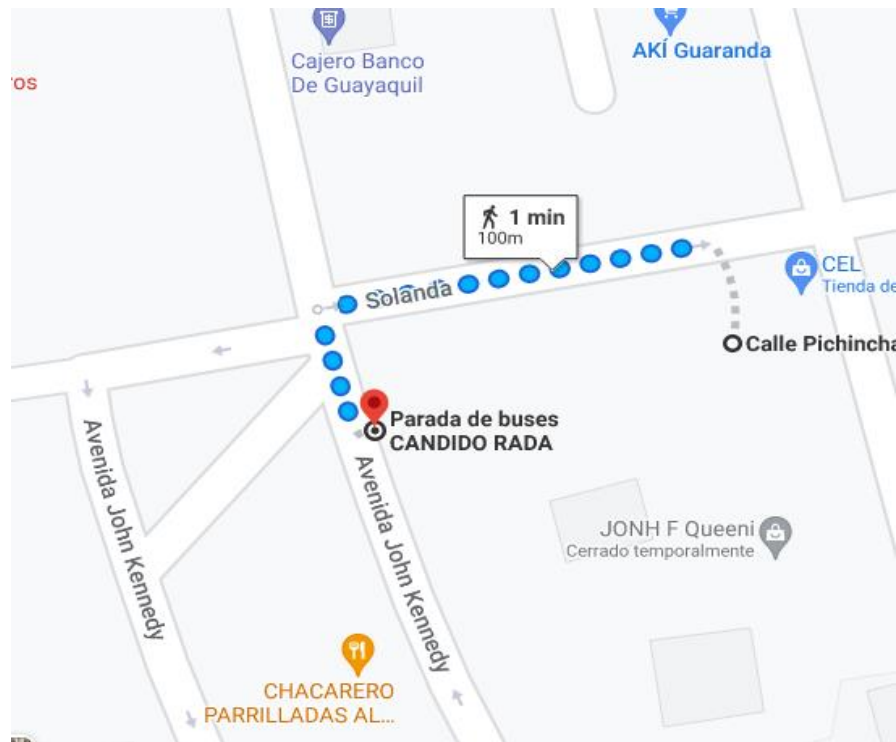 Cajero Banco
De Guayaquil
AKÍ Guaranda
ros
1 min
100m
Solanda
CEL
Tienda de
Calle Pichincha
Parada de buses
CANDIDO RADA
Avenida John Kennedy
Avenida John Kennedy
JONH F Queeni
Cerrado temporalmente
CHACARERO
PARRILLADAS AL...